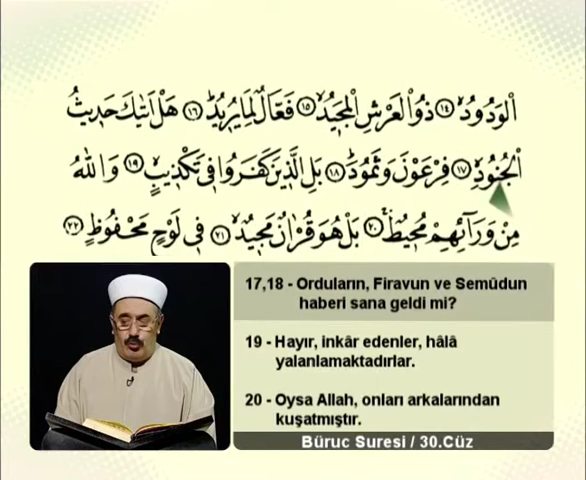 الْوَدُودُۙ ﴿١٤﴾ ذُو الْعَرْشِ الْمَج۪يدُۙ ﴿١٥﴾ فَعَّالٌ لِمَا يُر۪يدُۜ ﴿١٦﴾ هَلْ اَتٰيكَ حَد۪يثُ
الْجُنُودِۙ ﴿١٧﴾ فِرْعَوْنَ وَثَمُودَۜ ﴿١٨﴾ بَلِ الَّذ۪ينَ كَفَرُوا ف۪ي تَكْذ۪يبٍۙ ﴿١٩﴾ وَاللّٰهُ
مِنْ وَرَٓائِهِمْ مُح۪يطٌۚ ﴿٢٠﴾ بَلْ هُوَ قُرْاٰنٌ مَج۪يدٌۙ ﴿٢١﴾ ف۪ي لَوْحٍ مَحْفُوظٍ ﴿٢٢﴾
17,18 - Orduların, Firavun ve Semûdun
haberi sana geldi mi?
19 - Hayır, inkâr edenler, hâlâ
yalanlamaktadırlar.
20 - Oysa Allah, onları arkalarından
kuşatmıştır.
Büruc Suresi / 30.Cüz